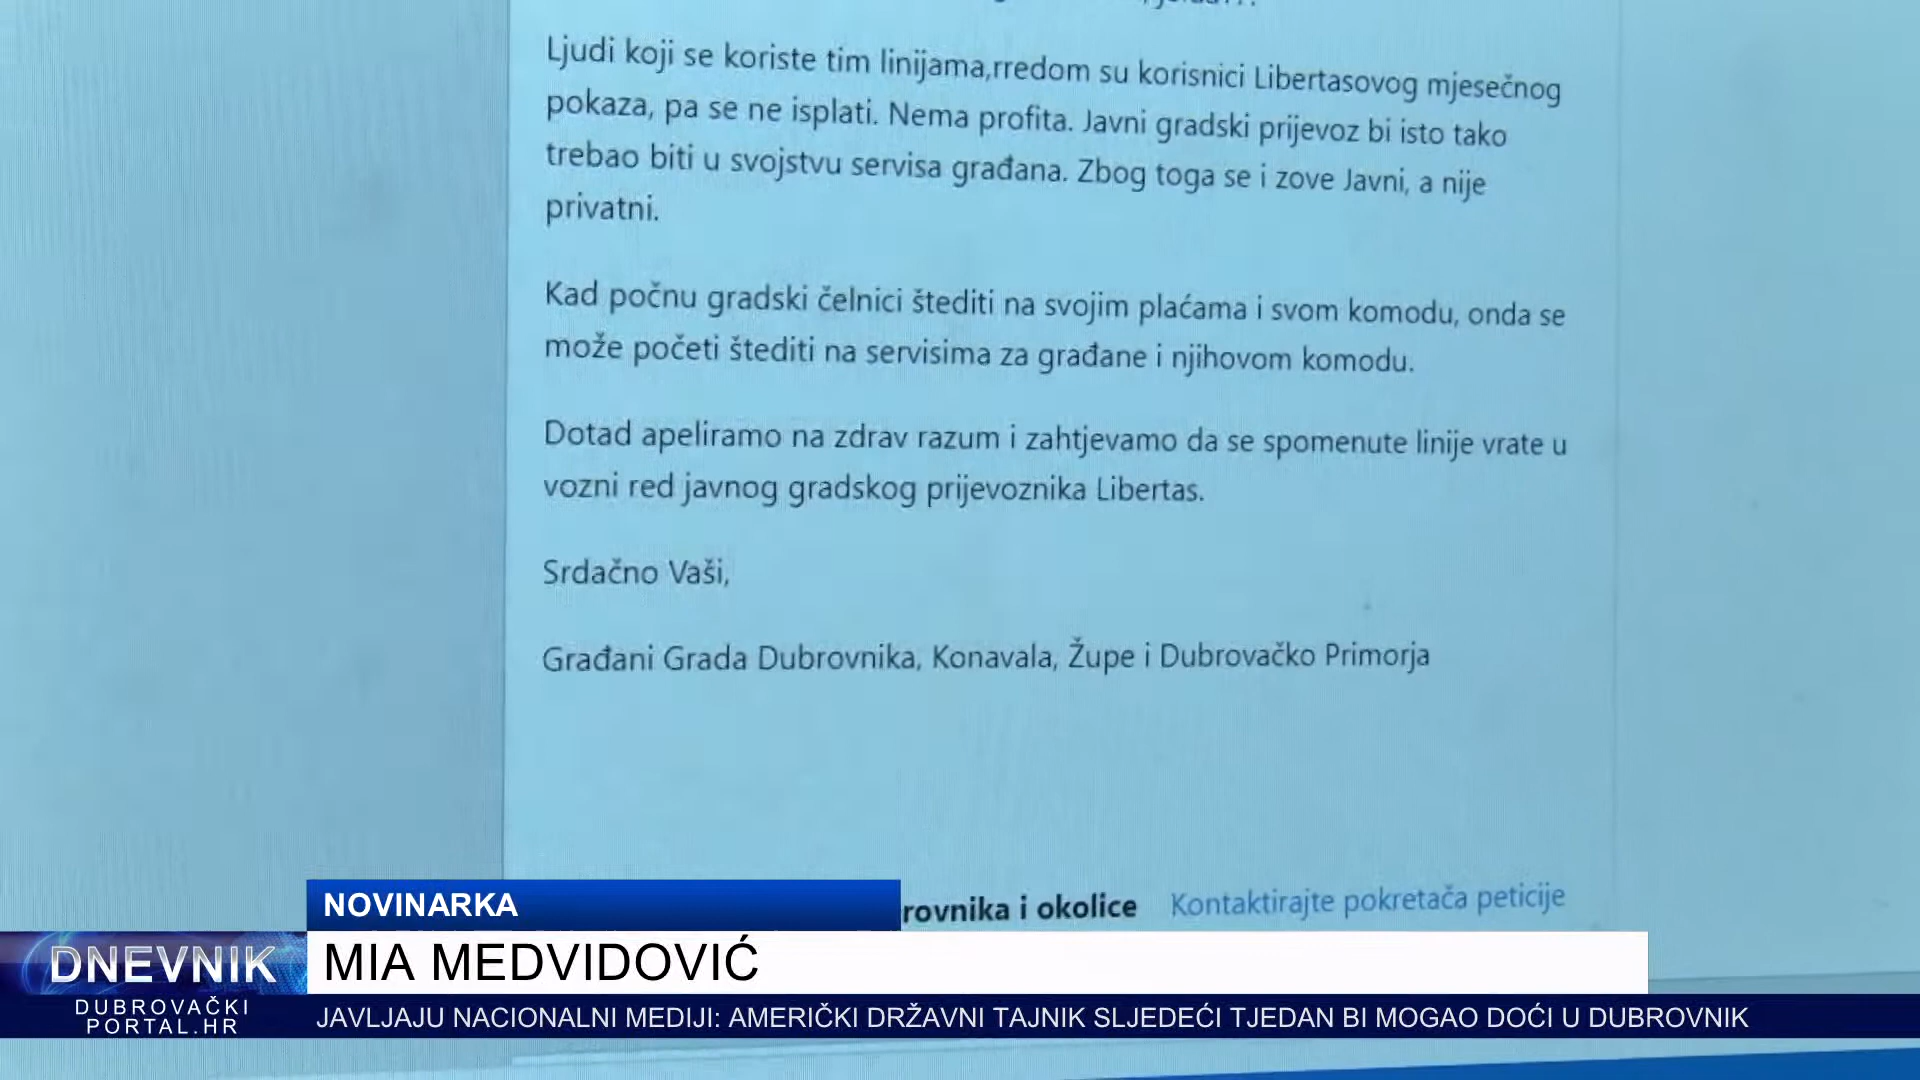 Ljudi koji se koriste tim linijama,rredom su korisnici Libertasovog mjesečnog
pokaza, pa se ne isplati. Nema profita. Javni gradski prijevoz bi isto tako
trebao biti u svojstvu servisa građana. Zbog toga se i zove Javni, a nije
privatni.
Kad počnu gradski čelnici štediti na svojim plaćama i svom komodu, onda se
može početi štediti na servisima za građane i njihovom komodu.
Dotad apeliramo na zdrav razum i zahtjevamo da se spomenute linije vrate u
vozni red javnog gradskog prijevoznika Libertas.
Srdačno Vaši,
Građani Grada Dubrovnika, Konavala, Župe i Dubrovačko Primorja
rovnika i okolice Kontaktirajte pokretača peticije
NOVINARKA
MIA MEDVIDOVIĆ
DNEVNIK
DUBROVAČKI
PORTAL.HR
JAVLJAJU NACIONALNI MEDIJI: AMERIČKI DRŽAVNI TAJNIK SLJEDEĆI TJEDAN BI MOGAO DOĆI U DUBROVNIK